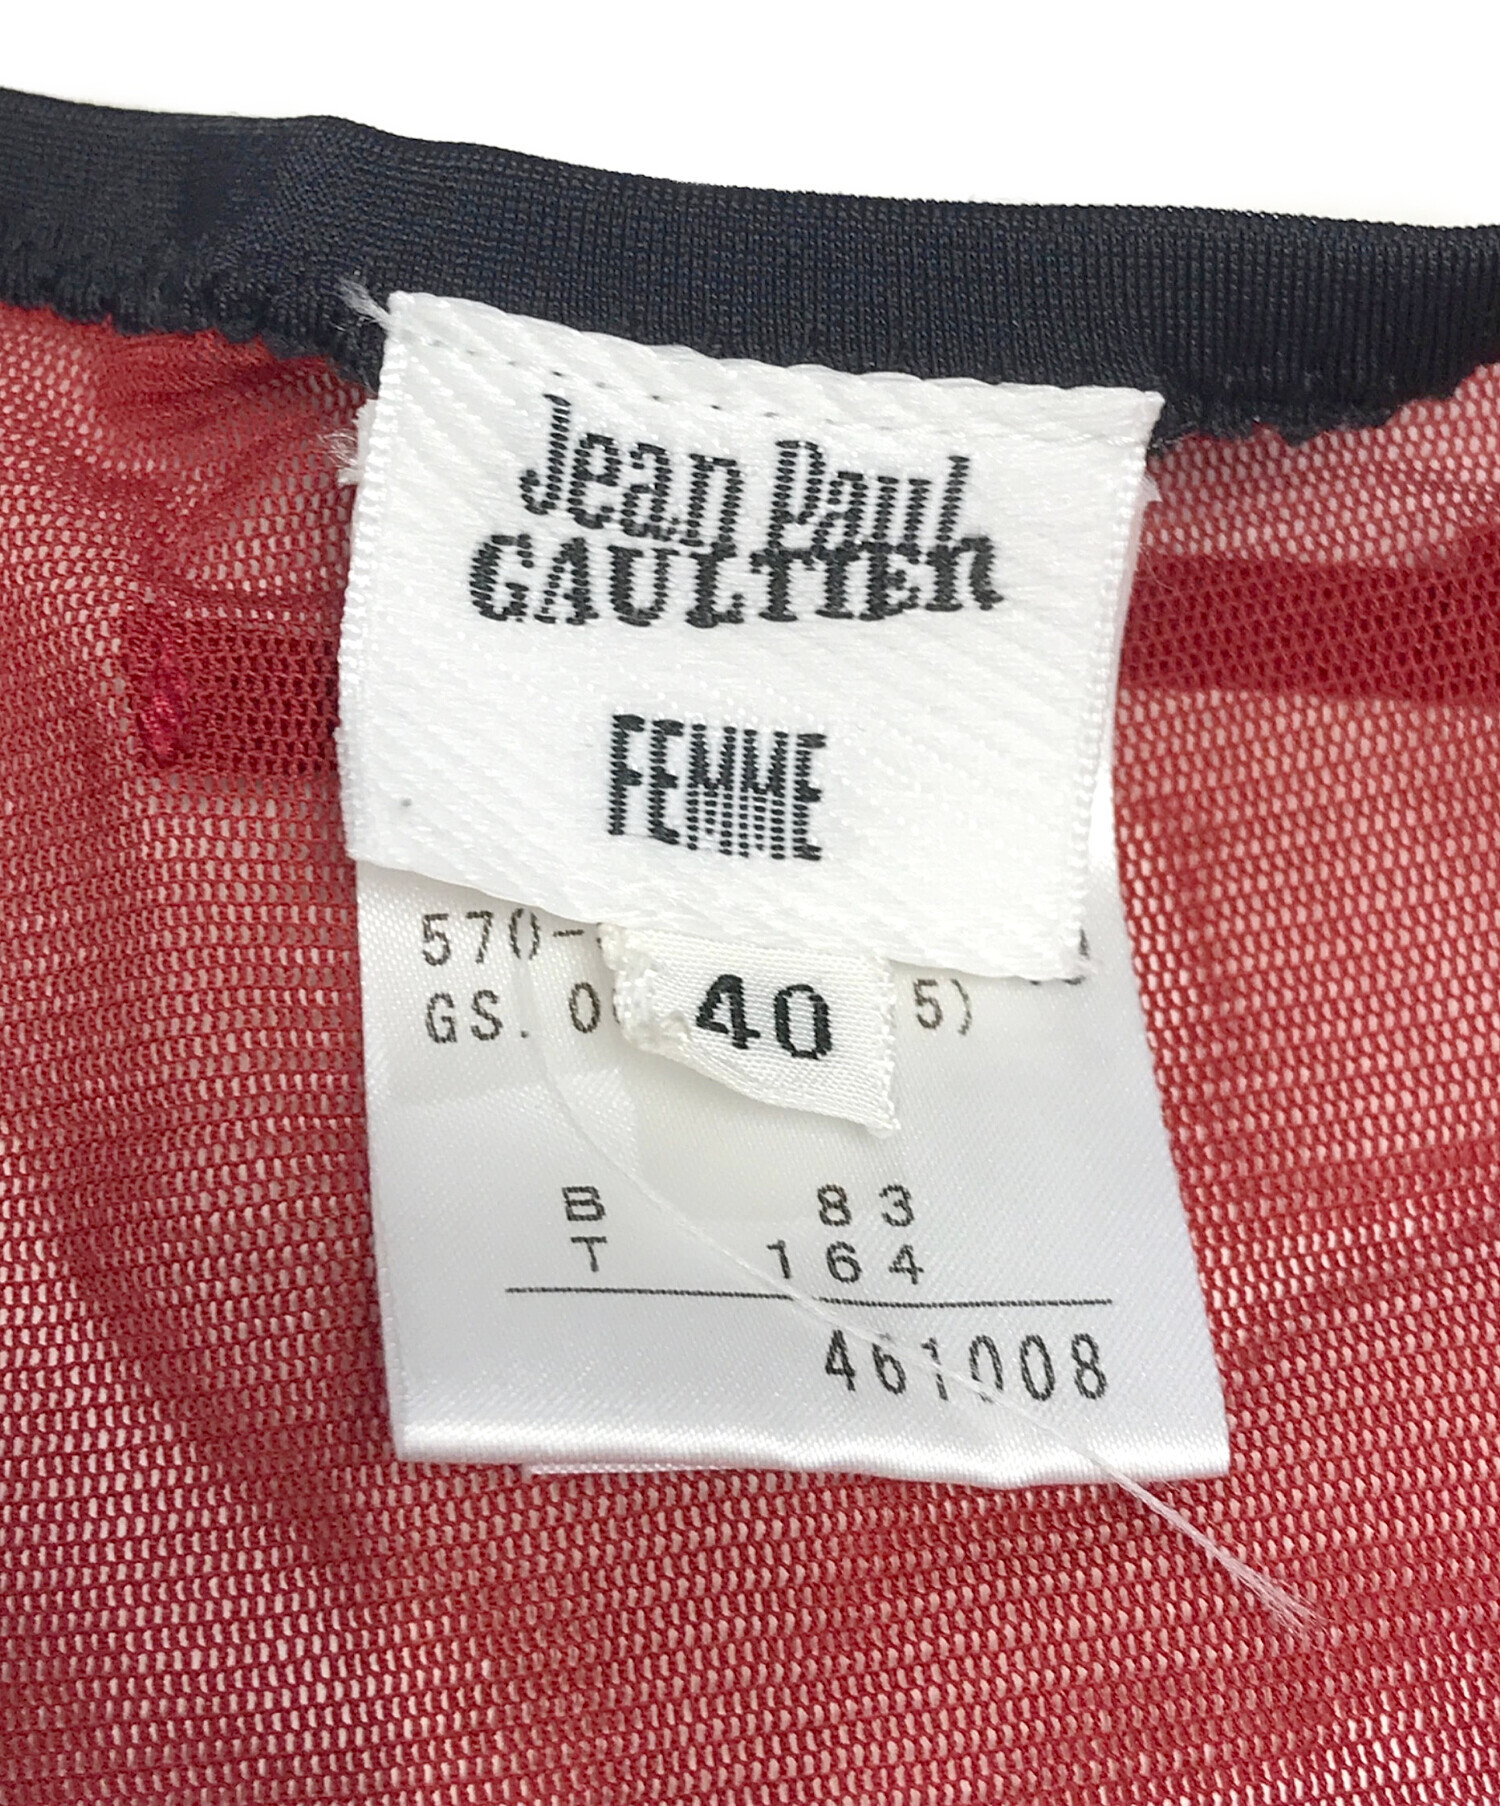 Jean Paul
GAULTIER
FEMME
570-
GS. 0 5)
40
B 83
T 164
461008